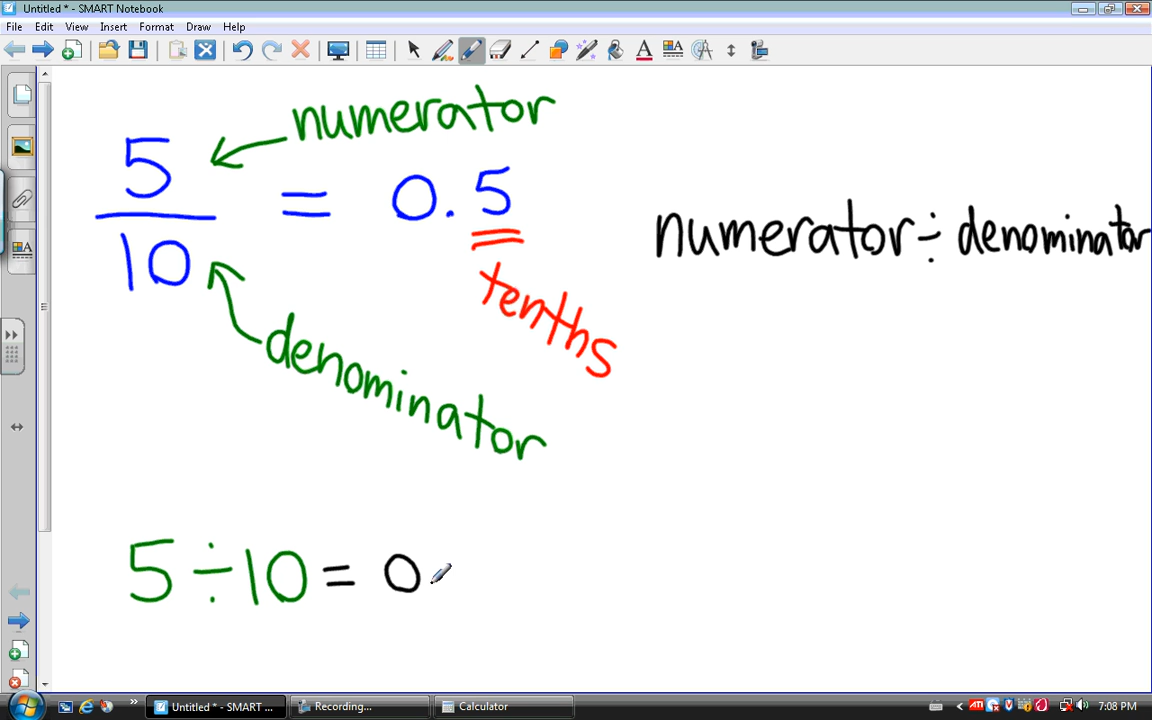 Untitled * - SMART Notebook
File Edit View Insert Format Draw Help
numerator
5
10
= 0.5
tenths
numerator ÷ denominator
denominator
5 ÷ 10 = 0
Untitled * - SMART ...
Recording...
Calculator
7:08 PM